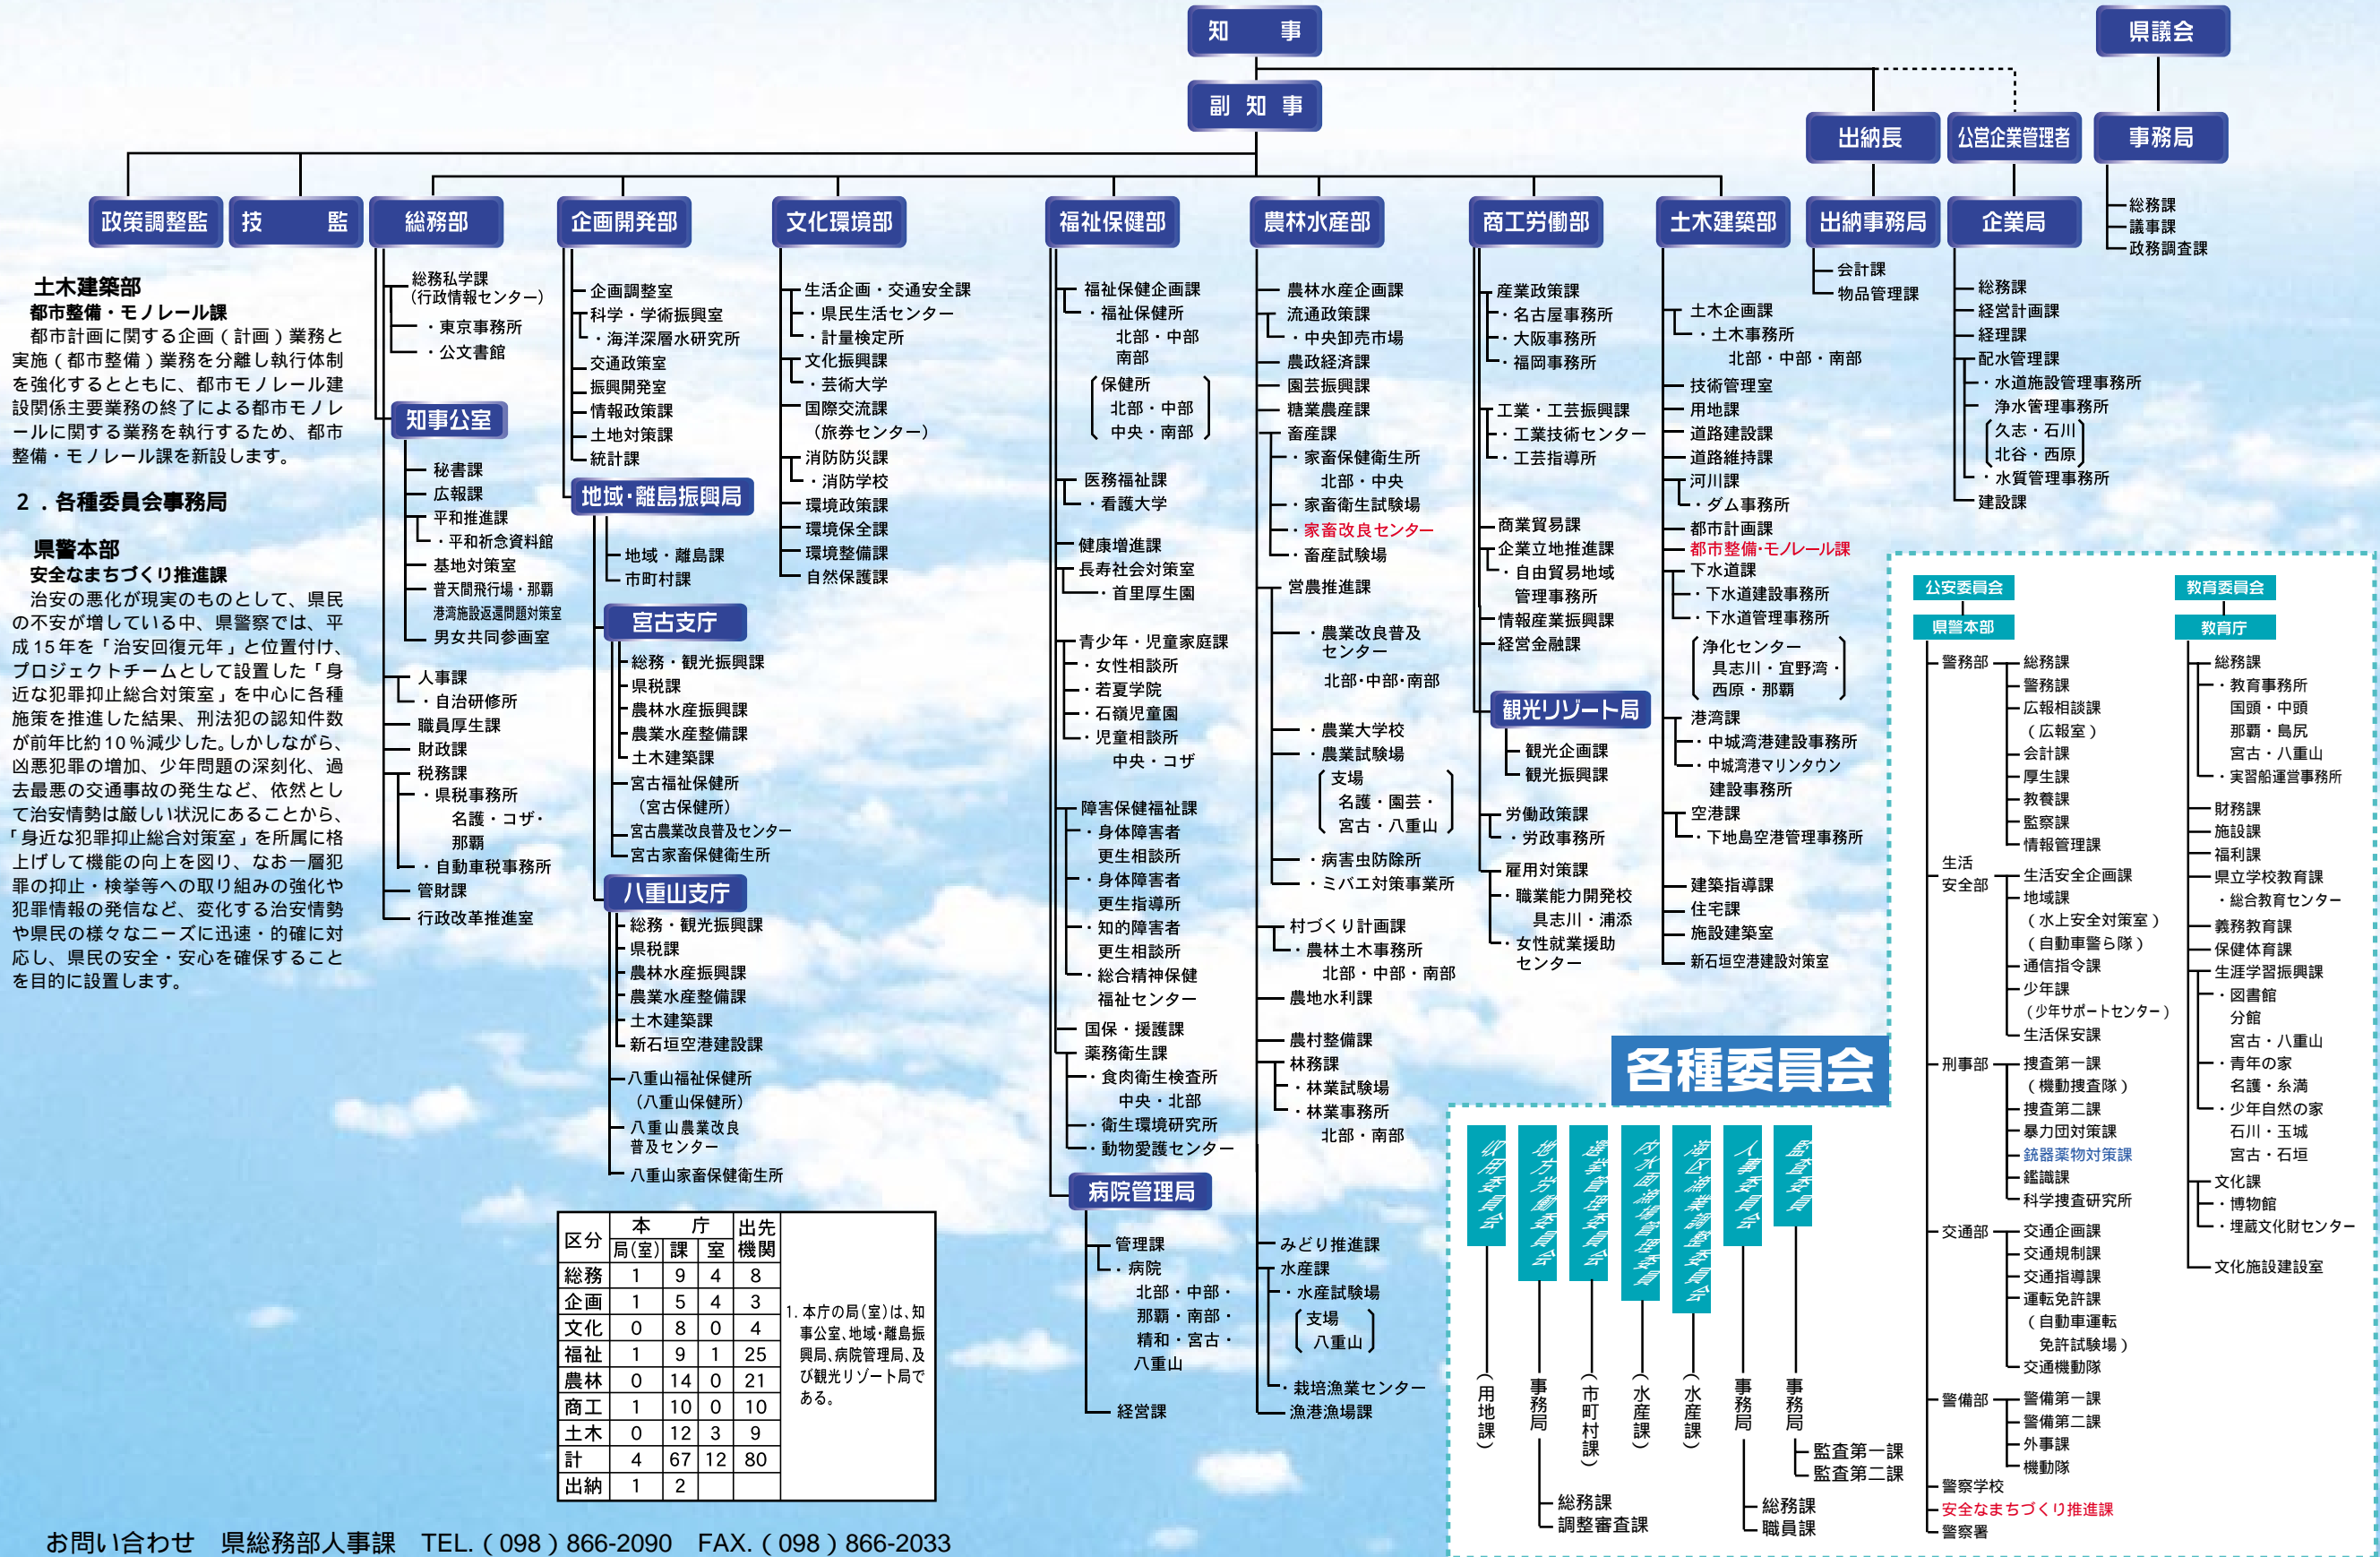 知　事
副 知 事
県議会
出納長
公営企業管理者
事務局
政策調整監
技　監
総務部
企画開発部
文化環境部
福祉保健部
農林水産部
商工労働部
土木建築部
出納事務局
企業局
総務課
議事課
政務調査課
土木建築部
都市整備・モノレール課
都市計画に関する企画（計画）業務と
実施（都市整備）業務を分離し執行体制
を強化するとともに、都市モノレール建
設関係主要業務の終了による都市モノレ
ールに関する業務を執行するため、都市
整備・モノレール課を新設します。
2．各種委員会事務局
県警本部
安全なまちづくり推進課
治安の悪化が現実のものとして、県民
の不安が増している中、県警察では、平
成15年を「治安回復元年」と位置付け、
プロジェクトチームとして設置した「身
近な犯罪抑止総合対策室」を中心に各種
施策を推進した結果、刑法犯の認知件数
が前年比約10％減少した。しかしながら、
凶悪犯罪の増加、少年問題の深刻化、過
去最悪の交通事故の発生など、依然とし
て治安情勢は厳しい状況にあることから、
「身近な犯罪抑止総合対策室」を所属に格
上げして機能の向上を図り、なお一層犯
罪の抑止・検挙等への取り組みの強化や
犯罪情報の発信など、変化する治安情勢
や県民の様々なニーズに迅速・的確に対
応し、県民の安全・安心を確保すること
を目的に設置します。
総務私学課
（行政情報センター）
・東京事務所
・公文書館
知事公室
秘書課
広報課
平和推進課
・平和祈念資料館
基地対策室
普天間飛行場・那覇
港湾施設返還問題対策室
男女共同参画室
人事課
・自治研修所
職員厚生課
財政課
税務課
・県税事務所
名護・コザ・
那覇
・自動車税事務所
管財課
行政改革推進室
企画調整室
科学・学術振興室
・海洋深層水研究所
交通政策室
振興開発室
情報政策課
土地対策課
統計課
地域・離島振興局
地域・離島課
市町村課
宮古支庁
総務・観光振興課
県税課
農林水産振興課
農業水産整備課
土木建築課
宮古福祉保健所
（宮古保健所）
宮古農業改良普及センター
宮古家畜保健衛生所
八重山支庁
総務・観光振興課
県税課
農林水産振興課
農業水産整備課
土木建築課
新石垣空港建設課
八重山福祉保健所
（八重山保健所）
八重山農業改良
普及センター
八重山家畜保健衛生所
生活企画・交通安全課
・県民生活センター
・計量検定所
文化振興課
・芸術大学
国際交流課
（旅券センター）
消防防災課
・消防学校
環境政策課
環境保全課
環境整備課
自然保護課
福祉保健企画課
・福祉保健所
北部・中部
南部
保健所
北部・中部
中央・南部
医務福祉課
・看護大学
健康増進課
長寿社会対策室
・首里厚生園
青少年・児童家庭課
・女性相談所
・若夏学院
・石嶺児童園
・児童相談所
中央・コザ
障害保健福祉課
・身体障害者
更生相談所
・身体障害者
更生指導所
・知的障害者
更生相談所
・総合精神保健
福祉センター
国保・援護課
薬務衛生課
・食肉衛生検査所
中央・北部
・衛生環境研究所
・動物愛護センター
病院管理局
管理課
・病院
北部・中部・
那覇・南部・
精和・宮古・
八重山
経営課
農林水産企画課
流通政策課
・中央卸売市場
農政経済課
園芸振興課
糖業農産課
畜産課
・家畜保健衛生所
北部・中央
・家畜衛生試験場
・家畜改良センター
・畜産試験場
営農推進課
・農業改良普及
センター
北部・中部・南部
・農業大学校
・農業試験場
支場
名護・園芸・
宮古・八重山
・病害虫防除所
・ミバエ対策事業所
村づくり計画課
・農林土木事務所
北部・中部・南部
農地水利課
農村整備課
林務課
・林業試験場
・林業事務所
北部・南部
みどり推進課
水産課
・水産試験場
支場
八重山
・栽培漁業センター
漁港漁場課
産業政策課
・名古屋事務所
・大阪事務所
・福岡事務所
工業・工芸振興課
・工業技術センター
・工芸指導所
商業貿易課
企業立地推進課
・自由貿易地域
管理事務所
情報産業振興課
経営金融課
観光リゾート局
観光企画課
観光振興課
労働政策課
・労政事務所
雇用対策課
・職業能力開発校
具志川・浦添
・女性就業援助
センター
土木企画課
・土木事務所
北部・中部・南部
技術管理室
用地課
道路建設課
道路維持課
河川課
・ダム事務所
都市計画課
都市整備・モノレール課
下水道課
・下水道建設事務所
・下水道管理事務所
浄化センター
具志川・宜野湾・
西原・那覇
港湾課
・中城湾港建設事務所
・中城湾港マリンタウン
建設事務所
空港課
・下地島空港管理事務所
建築指導課
住宅課
施設建築室
新石垣空港建設対策室
会計課
物品管理課
総務課
経営計画課
経理課
配水管理課
・水道施設管理事務所
浄水管理事務所
久志・石川
北谷・西原
・水質管理事務所
建設課
区分 本　庁 出先機関
局(室) 課 室
総務 1 9 4 8
企画 1 5 4 3
文化 0 8 0 4
福祉 1 9 1 25
農林 0 14 0 21
商工 1 10 0 10
土木 0 12 3 9
計 4 67 12 80
出納 1 2
1. 本庁の局(室)は、知
事公室、地域・離島振
興局、病院管理局、及
び観光リゾート局で
ある。
各種委員会
収用委員会
（用地課）
地方労働委員会
事務局
総務課
調整審査課
選挙管理委員会
（市町村課）
内水面漁場管理委員会
（水産課）
海区漁業調整委員会
（水産課）
人事委員会
事務局
総務課
職員課
監査委員
事務局
監査第一課
監査第二課
公安委員会
県警本部
警務部
総務課
警務課
広報相談課
（広報室）
会計課
厚生課
教養課
監察課
情報管理課
生活
安全部
生活安全企画課
地域課
（水上安全対策室）
（自動車警ら隊）
通信指令課
少年課
（少年サポートセンター）
生活保安課
刑事部
捜査第一課
（機動捜査隊）
捜査第二課
暴力団対策課
銃器薬物対策課
鑑識課
科学捜査研究所
交通部
交通企画課
交通規制課
交通指導課
運転免許課
（自動車運転
免許試験場）
交通機動隊
警備部
警備第一課
警備第二課
外事課
機動隊
警察学校
安全なまちづくり推進課
警察署
教育委員会
教育庁
総務課
・教育事務所
国頭・中頭
那覇・島尻
宮古・八重山
・実習船運営事務所
財務課
施設課
福利課
県立学校教育課
・総合教育センター
義務教育課
保健体育課
生涯学習振興課
・図書館
分館
宮古・八重山
・青年の家
名護・糸満
・少年自然の家
石川・玉城
宮古・石垣
文化課
・博物館
・埋蔵文化財センター
文化施設建設室
お問い合わせ　県総務部人事課　TEL.（098）866-2090　FAX.（098）866-2033